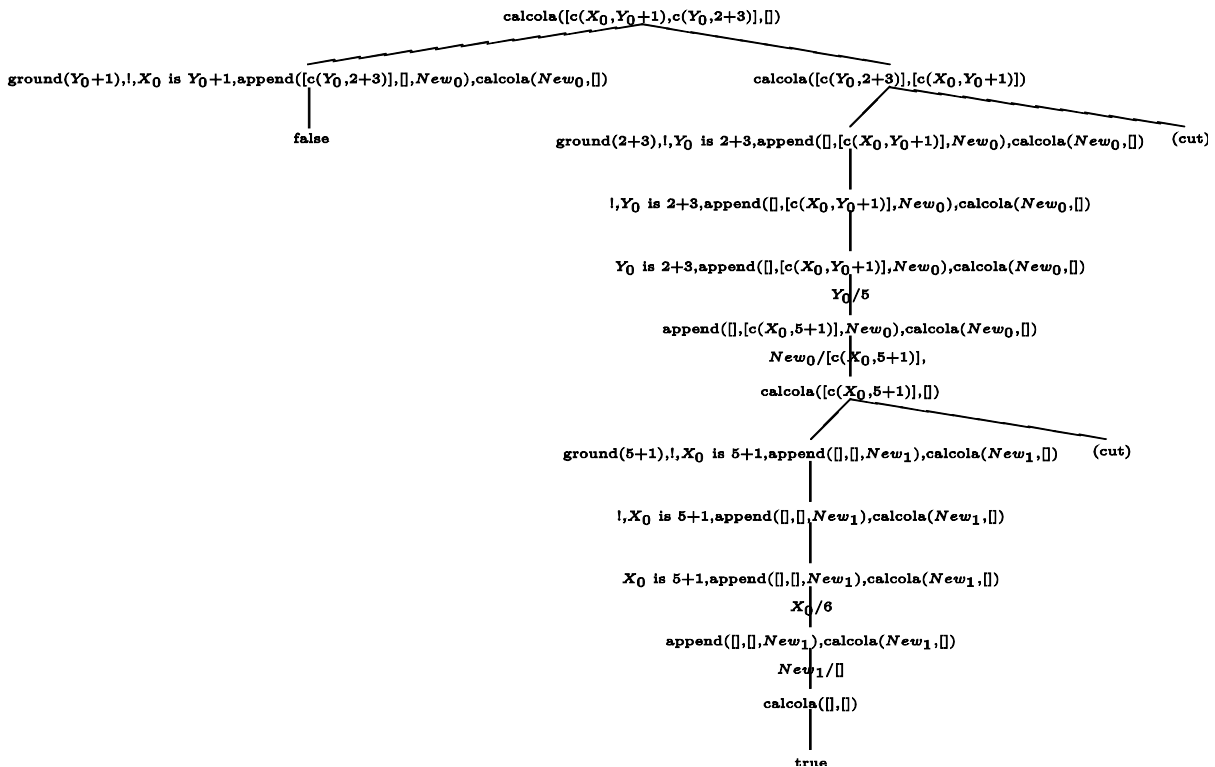 calcola([c(X₀,Y₀+1),c(Y₀,2+3)],[])
ground(Y₀+1),!,X₀ is Y₀+1,append([c(Y₀,2+3)],[],New₀),calcola(New₀,[])
calcola([c(Y₀,2+3)],[c(X₀,Y₀+1)])
false
ground(2+3),!,Y₀ is 2+3,append([],[c(X₀,Y₀+1)],New₀),calcola(New₀,[])
(cut)
!,Y₀ is 2+3,append([],[c(X₀,Y₀+1)],New₀),calcola(New₀,[])
Y₀ is 2+3,append([],[c(X₀,Y₀+1)],New₀),calcola(New₀,[])
Y₀/5
append([],[c(X₀,5+1)],New₀),calcola(New₀,[])
New₀/[c(X₀,5+1)],
calcola([c(X₀,5+1)],[])
ground(5+1),!,X₀ is 5+1,append([],[],New₁),calcola(New₁,[])
(cut)
!,X₀ is 5+1,append([],[],New₁),calcola(New₁,[])
X₀ is 5+1,append([],[],New₁),calcola(New₁,[])
X₀/6
append([],[],New₁),calcola(New₁,[])
New₁/[]
calcola([],[])
true